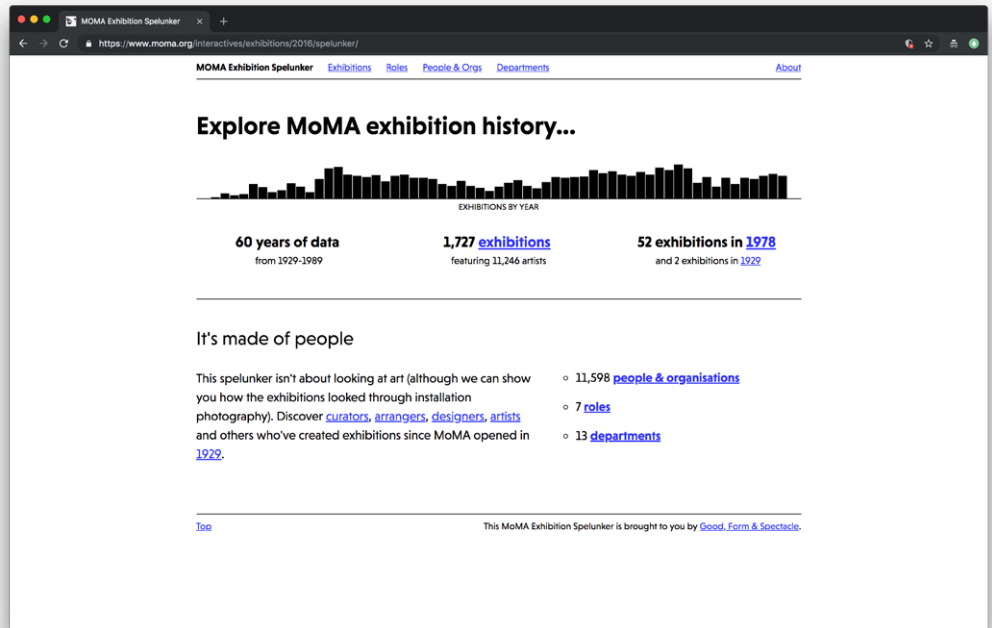 MOMA Exhibition Spelunker
https://www.moma.org/interactives/exhibitions/2016/spelunker/
MOMA Exhibition Spelunker Exhibitions Roles People & Orgs Departments About
Explore MoMA exhibition history...
EXHIBITIONS BY YEAR
60 years of data 1,727 exhibitions 52 exhibitions in 1978
from 1929-1989 featuring 11,246 artists and 2 exhibitions in 1929
It's made of people
This spelunker isn't about looking at art (although we can show
you how the exhibitions looked through installation
photography). Discover curators, arrangers, designers, artists
and others who've created exhibitions since MoMA opened in
1929.
11,598 people & organisations
7 roles
13 departments
Top This MoMA Exhibition Spelunker is brought to you by Good, Form & Spectacle.